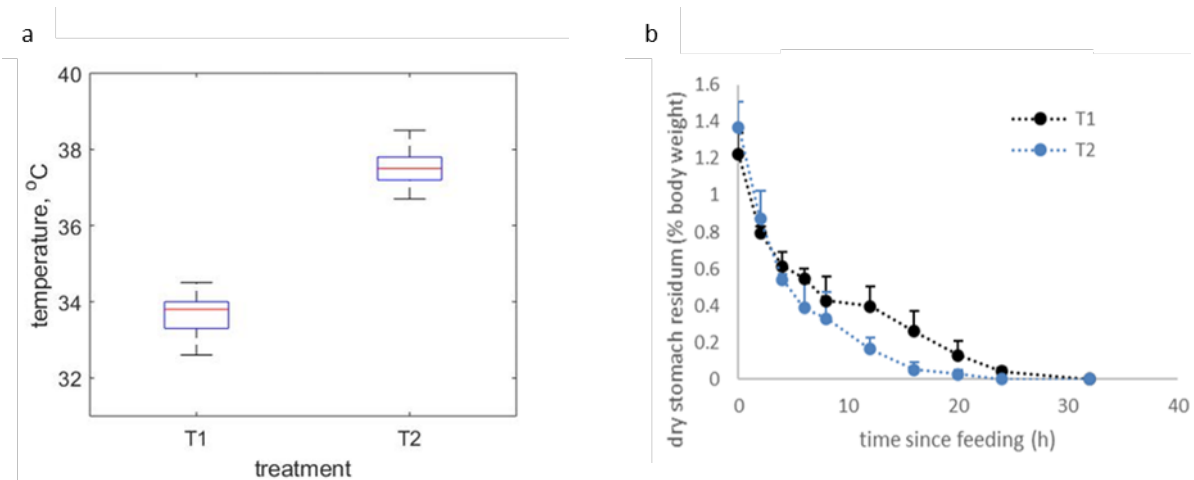 a
40
38
36
34
32
temperature, °C
T1
T2
treatment
b
1.6
1.4
1.2
1
0.8
0.6
0.4
0.2
0
dry stomach residum (% body weight)
T1
T2
0
10
20
30
40
time since feeding (h)